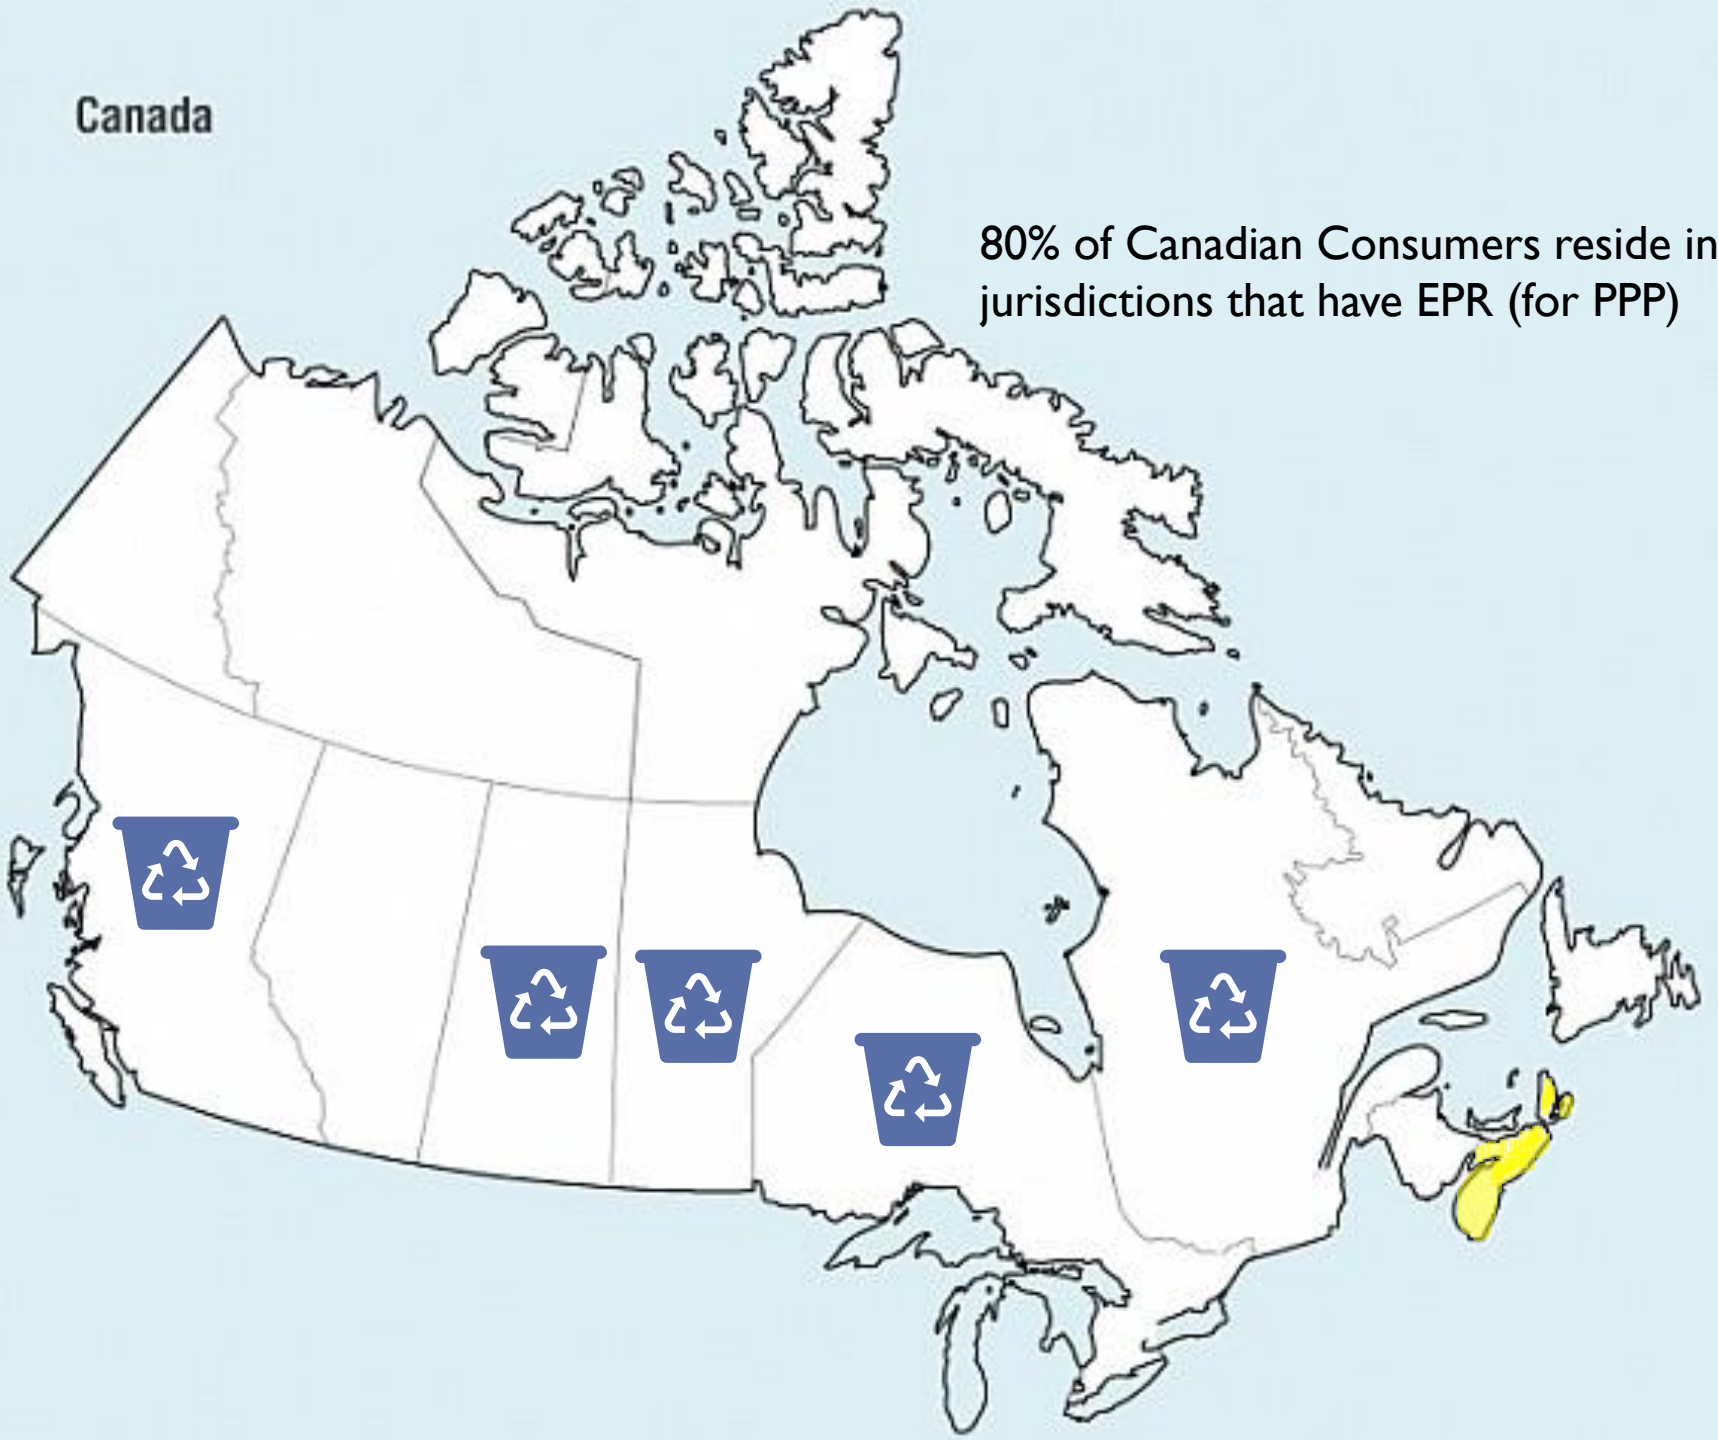 Canada
80% of Canadian Consumers reside in
jurisdictions that have EPR (for PPP)